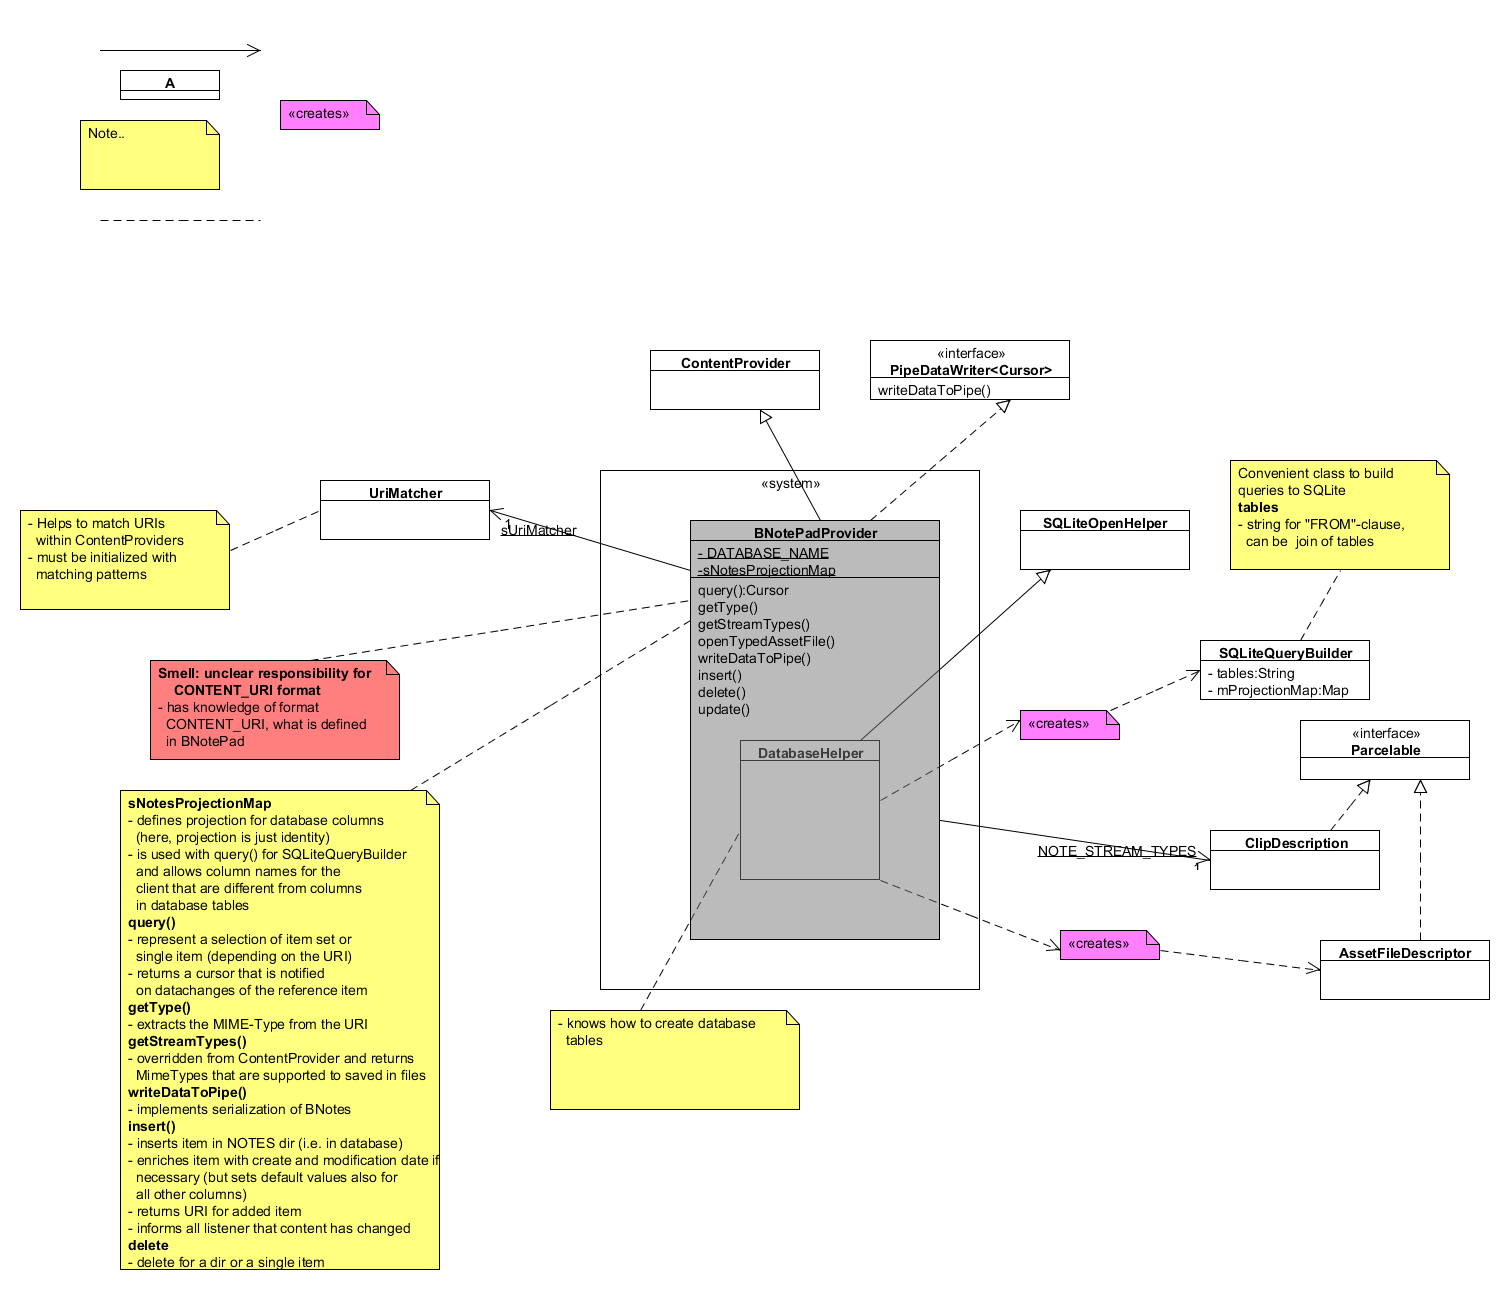 A
«creates»
Note..
ContentProvider
«interface»
PipeDataWriter<Cursor>
writeDataToPipe()
«system»
UriMatcher
1
sUriMatcher
- Helps to match URIs
within ContentProviders
- must be initialized with
matching patterns
BNotePadProvider
- DATABASE_NAME
-sNotesProjectionMap
query():Cursor
getType()
getStreamTypes()
openTypedAssetFile()
writeDataToPipe()
insert()
delete()
update()
DatabaseHelper
SQLiteOpenHelper
Convenient class to build
queries to SQLite
tables
- string for "FROM"-clause,
can be  join of tables
SQLiteQueryBuilder
- tables:String
- mProjectionMap:Map
«creates»
«interface»
Parcelable
ClipDescription
NOTE_STREAM_TYPES
1
«creates»
AssetFileDescriptor
Smell: unclear responsibility for
CONTENT_URI format
- has knowledge of format
CONTENT_URI, what is defined
in BNotePad
sNotesProjectionMap
- defines projection for database columns
(here, projection is just identity)
- is used with query() for SQLiteQueryBuilder
and allows column names for the
client that are different from columns
in database tables
query()
- represent a selection of item set or
single item (depending on the URI)
- returns a cursor that is notified
on datachanges of the reference item
getType()
- extracts the MIME-Type from the URI
getStreamTypes()
- overridden from ContentProvider and returns
MimeTypes that are supported to saved in files
writeDataToPipe()
- implements serialization of BNotes
insert()
- inserts item in NOTES dir (i.e. in database)
- enriches item with create and modification date if
necessary (but sets default values also for
all other columns)
- returns URI for added item
- informs all listener that content has changed
delete
- delete for a dir or a single item
- knows how to create database
tables